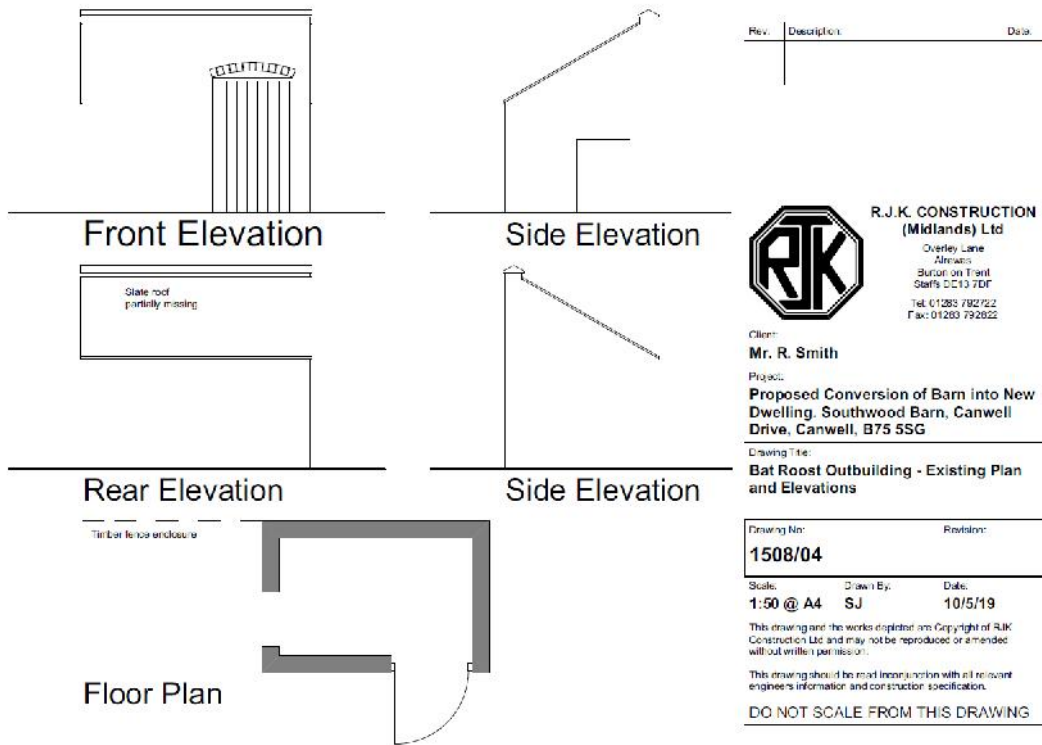 Front Elevation
Side Elevation
Slate roof
partially missing
Rear Elevation
Side Elevation
Timber fence enclosure
Floor Plan
Rev: Description: Date:
RJK
R.J.K. CONSTRUCTION
(Midlands) Ltd
Overley Lane
Alrewas
Burton on Trent
Staffs DE13 7DF
Tel: 01283 792722
Fax: 01283 792822
Client:
Mr. R. Smith
Project:
Proposed Conversion of Barn into New
Dwelling. Southwood Barn, Canwell
Drive, Canwell, B75 5SG
Drawing Title:
Bat Roost Outbuilding - Existing Plan
and Elevations
Drawing No: Revision:
1508/04
Scale: Drawn By: Date:
1:50 @ A4 SJ 10/5/19
This drawing and the works depicted are Copyright of RJK
Construction Ltd and may not be reproduced or amended
without written permission.
This drawing should be read inconjunction with all relevant
engineers information and construction specification.
DO NOT SCALE FROM THIS DRAWING